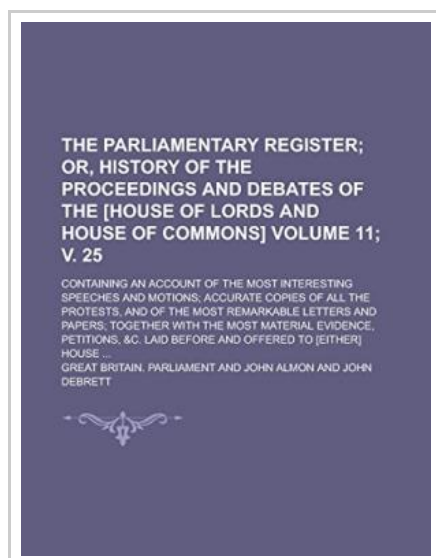 THE PARLIAMENTARY REGISTER;
OR, HISTORY OF THE
PROCEEDINGS AND DEBATES OF
THE [HOUSE OF LORDS AND
HOUSE OF COMMONS] VOLUME 11;
V. 25
CONTAINING AN ACCOUNT OF THE MOST INTERESTING
SPEECHES AND MOTIONS; ACCURATE COPIES OF ALL THE
PROTESTS, AND OF THE MOST REMARKABLE LETTERS AND
PAPERS; TOGETHER WITH THE MOST MATERIAL EVIDENCE,
PETITIONS, &C. LAID BEFORE AND OFFERED TO [EITHER]
HOUSE ...
GREAT BRITAIN. PARLIAMENT AND JOHN ALMON AND JOHN
DEBRETT